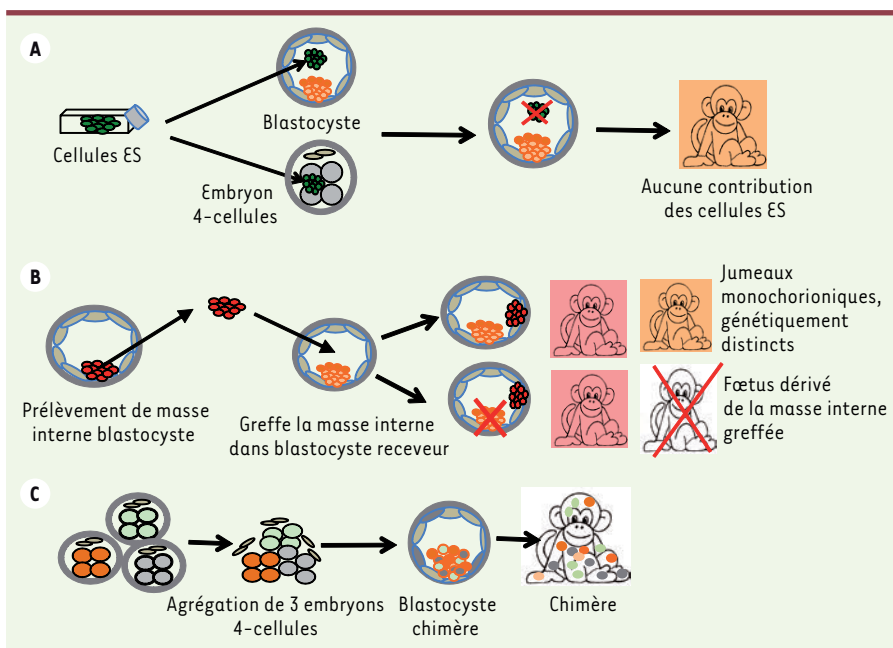 A
Blastocyste
Cellules ES
Embryon
4-cellules
Aucune contribution
des cellules ES
B
Jumeaux
monochorioniques,
génétiquement
distincts
Prélèvement de masse
interne blastocyste
Greffe la masse interne
dans blastocyste receveur
Fœtus dérivé
de la masse interne
greffée
C
Agrégation de 3 embryons
4-cellules
Blastocyste
chimère
Chimère